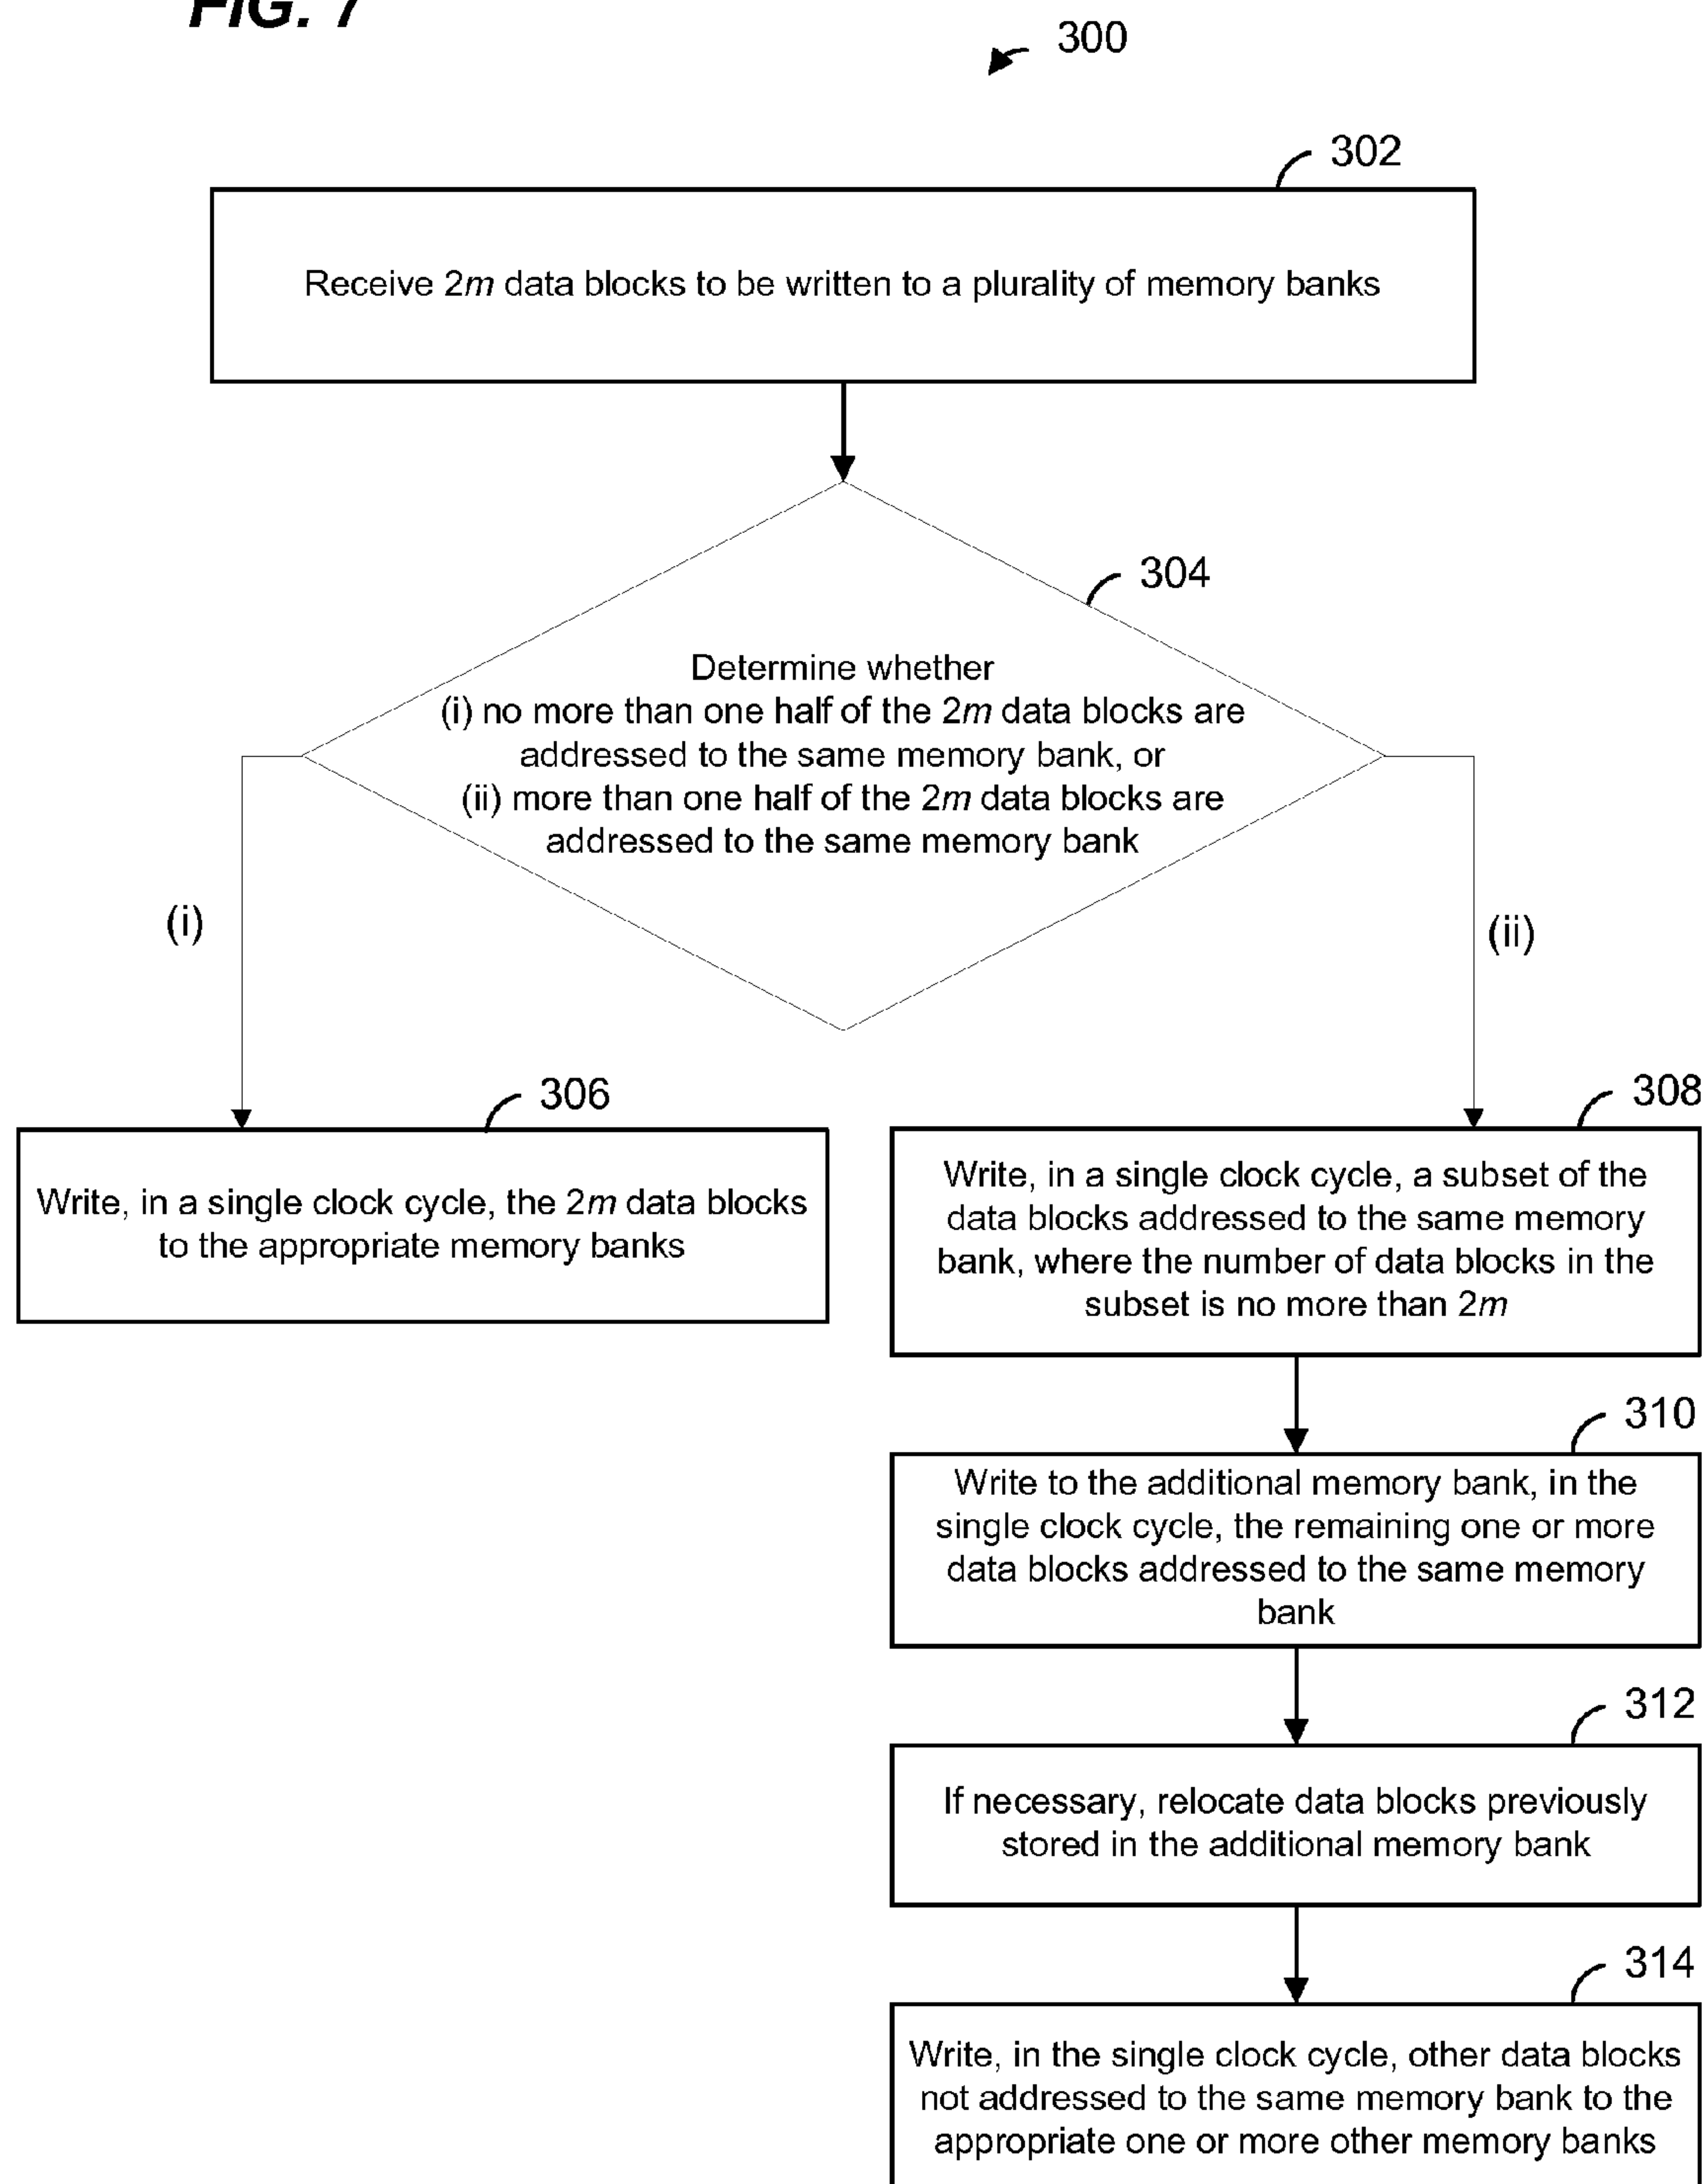 FIG. 7
300
302
Receive 2m data blocks to be written to a plurality of memory banks
304
Determine whether
(i) no more than one half of the 2m data blocks are
addressed to the same memory bank, or
(ii) more than one half of the 2m data blocks are
addressed to the same memory bank
(i)
(ii)
306
Write, in a single clock cycle, the 2m data blocks
to the appropriate memory banks
308
Write, in a single clock cycle, a subset of the
data blocks addressed to the same memory
bank, where the number of data blocks in the
subset is no more than 2m
310
Write to the additional memory bank, in the
single clock cycle, the remaining one or more
data blocks addressed to the same memory
bank
312
If necessary, relocate data blocks previously
stored in the additional memory bank
314
Write, in the single clock cycle, other data blocks
not addressed to the same memory bank to the
appropriate one or more other memory banks